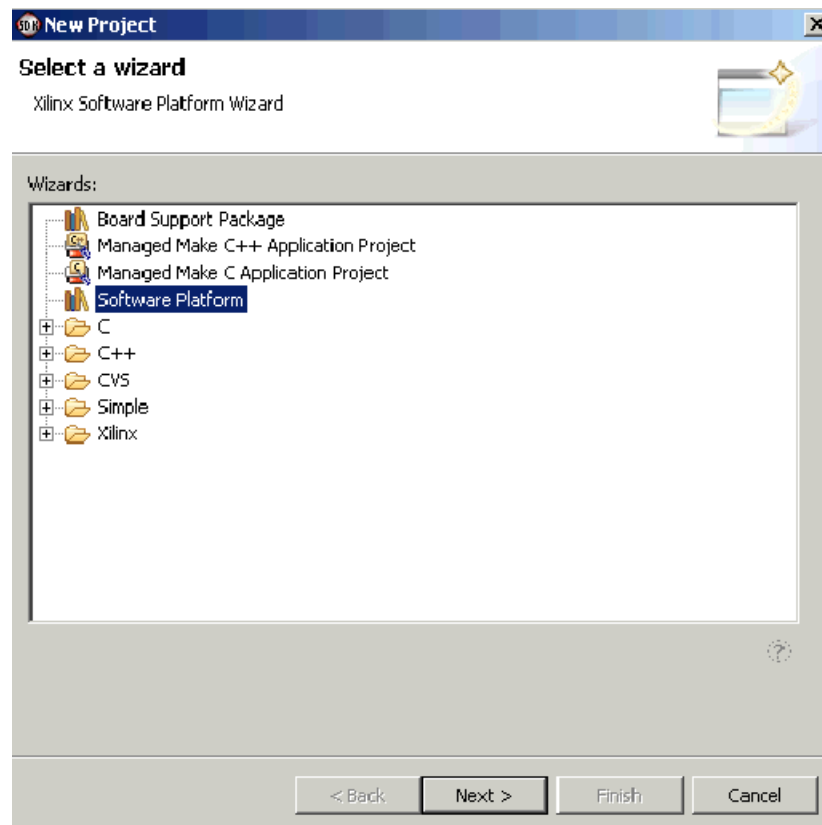 SDK New Project
Select a wizard
Xilinx Software Platform Wizard
Wizards:
Board Support Package
Managed Make C++ Application Project
Managed Make C Application Project
Software Platform
C
C++
CVS
Simple
Xilinx
?
< Back Next > Finish Cancel